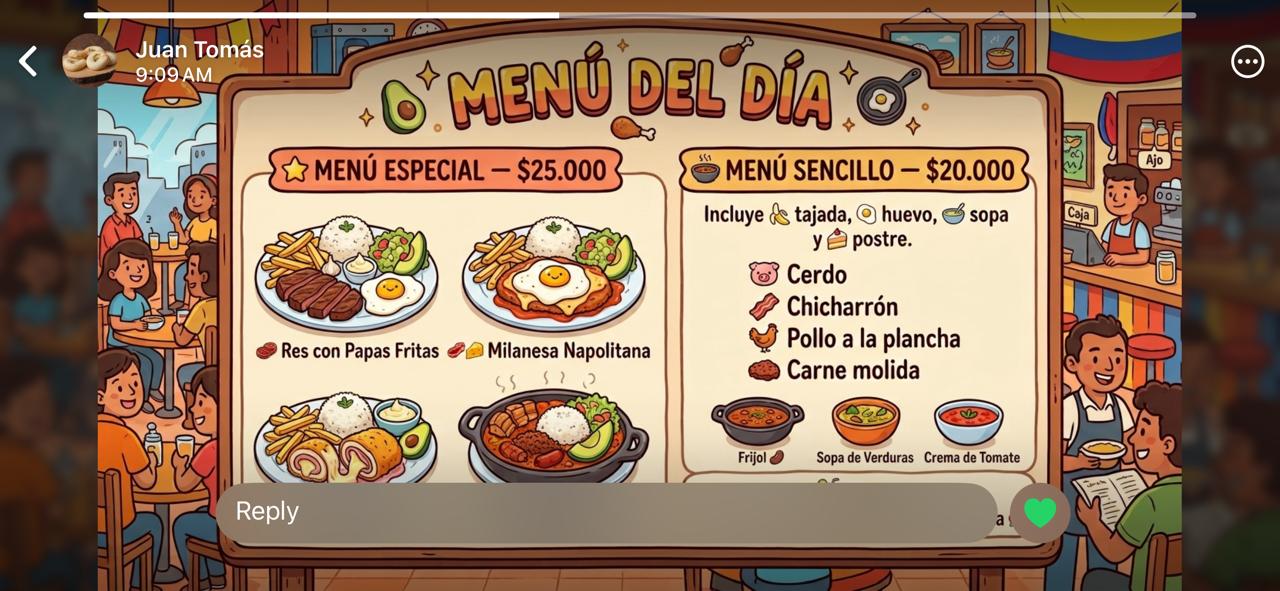 Juan Tomás
9:09 AM
MENÚ DEL DÍA
MENÚ ESPECIAL – $25.000
Res con Papas Fritas
Milanesa Napolitana
MENÚ SENCILLO – $20.000
Incluye tajada, huevo, sopa
y postre.
Cerdo
Chicharrón
Pollo a la plancha
Carne molida
Frijol
Sopa de Verduras
Crema de Tomate
Ajo
Caja
Reply